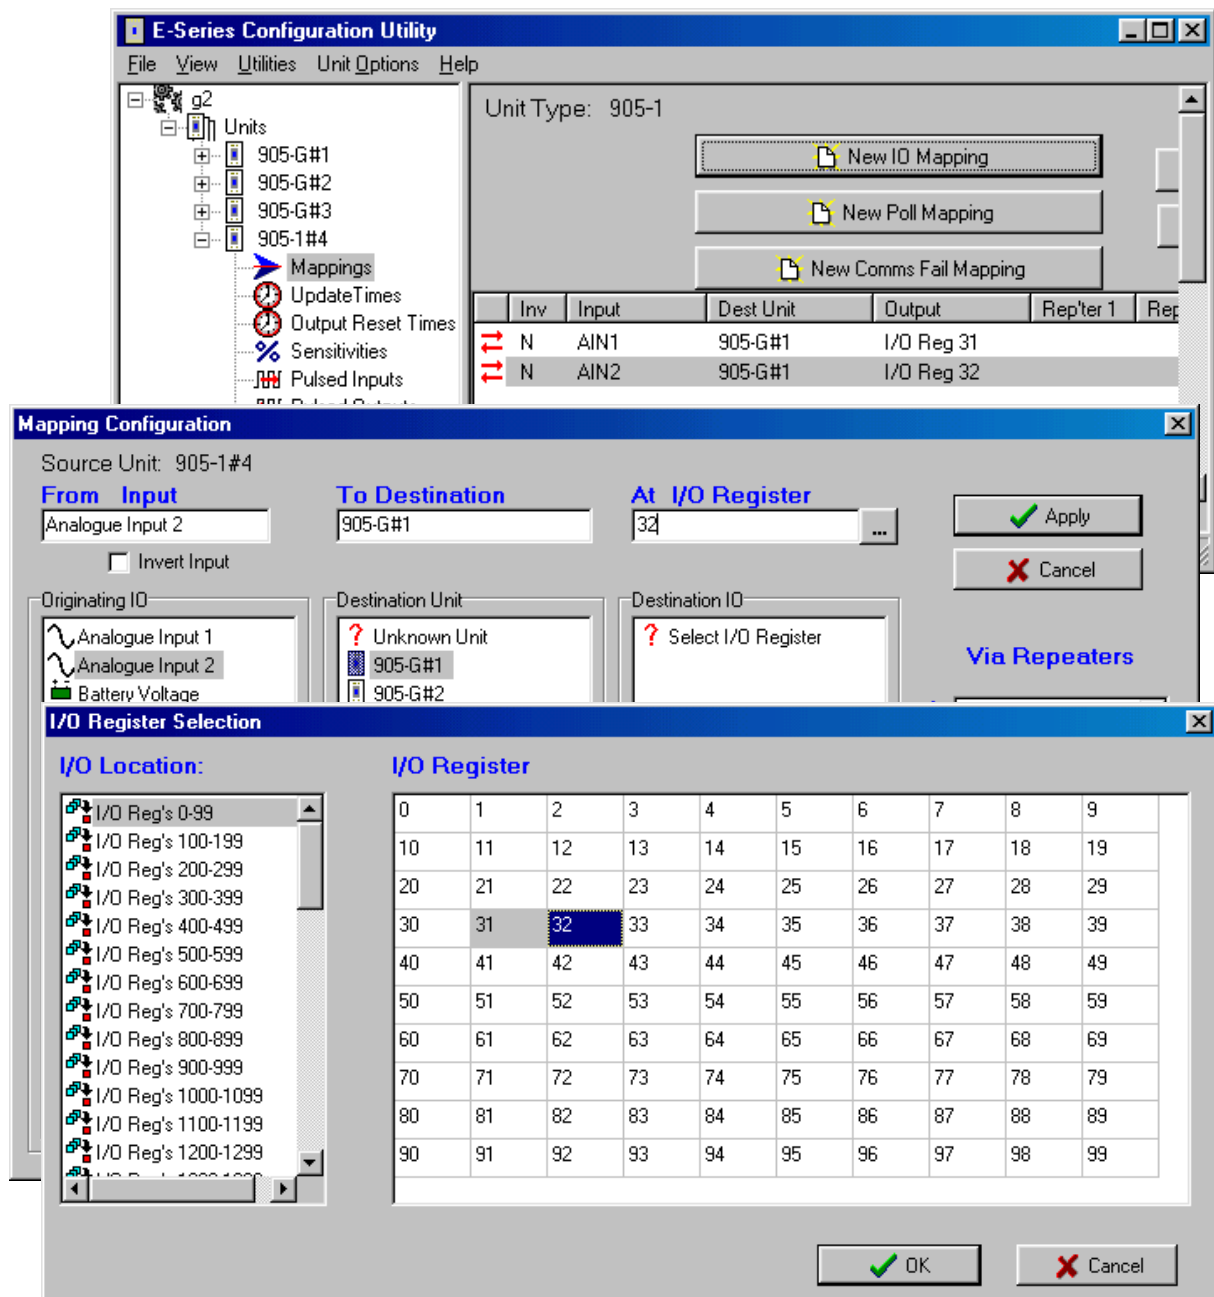 E-Series Configuration Utility
File View Utilities Unit Options Help
g2
Units
905-G#1
905-G#2
905-G#3
905-1#4
Mappings
UpdateTimes
Output Reset Times
Sensitivities
Pulsed Inputs
Unit Type: 905-1
New IO Mapping
New Poll Mapping
New Comms Fail Mapping
Inv Input Dest Unit Output Rep'ter 1 Rep
N AIN1 905-G#1 I/O Reg 31
N AIN2 905-G#1 I/O Reg 32
Mapping Configuration
Source Unit: 905-1#4
From Input To Destination At I/O Register
Analogue Input 2 905-G#1 32 ...
Apply
Invert Input
Cancel
Originating IO Destination Unit Destination IO
Analogue Input 1 ? Unknown Unit ? Select I/O Register
Analogue Input 2 905-G#1
Battery Voltage 905-G#2
Via Repeaters
I/O Register Selection
I/O Location:
I/O Reg's 0-99
I/O Reg's 100-199
I/O Reg's 200-299
I/O Reg's 300-399
I/O Reg's 400-499
I/O Reg's 500-599
I/O Reg's 600-699
I/O Reg's 700-799
I/O Reg's 800-899
I/O Reg's 900-999
I/O Reg's 1000-1099
I/O Reg's 1100-1199
I/O Reg's 1200-1299
I/O Register
0 1 2 3 4 5 6 7 8 9
10 11 12 13 14 15 16 17 18 19
20 21 22 23 24 25 26 27 28 29
30 31 32 33 34 35 36 37 38 39
40 41 42 43 44 45 46 47 48 49
50 51 52 53 54 55 56 57 58 59
60 61 62 63 64 65 66 67 68 69
70 71 72 73 74 75 76 77 78 79
80 81 82 83 84 85 86 87 88 89
90 91 92 93 94 95 96 97 98 99
OK
Cancel